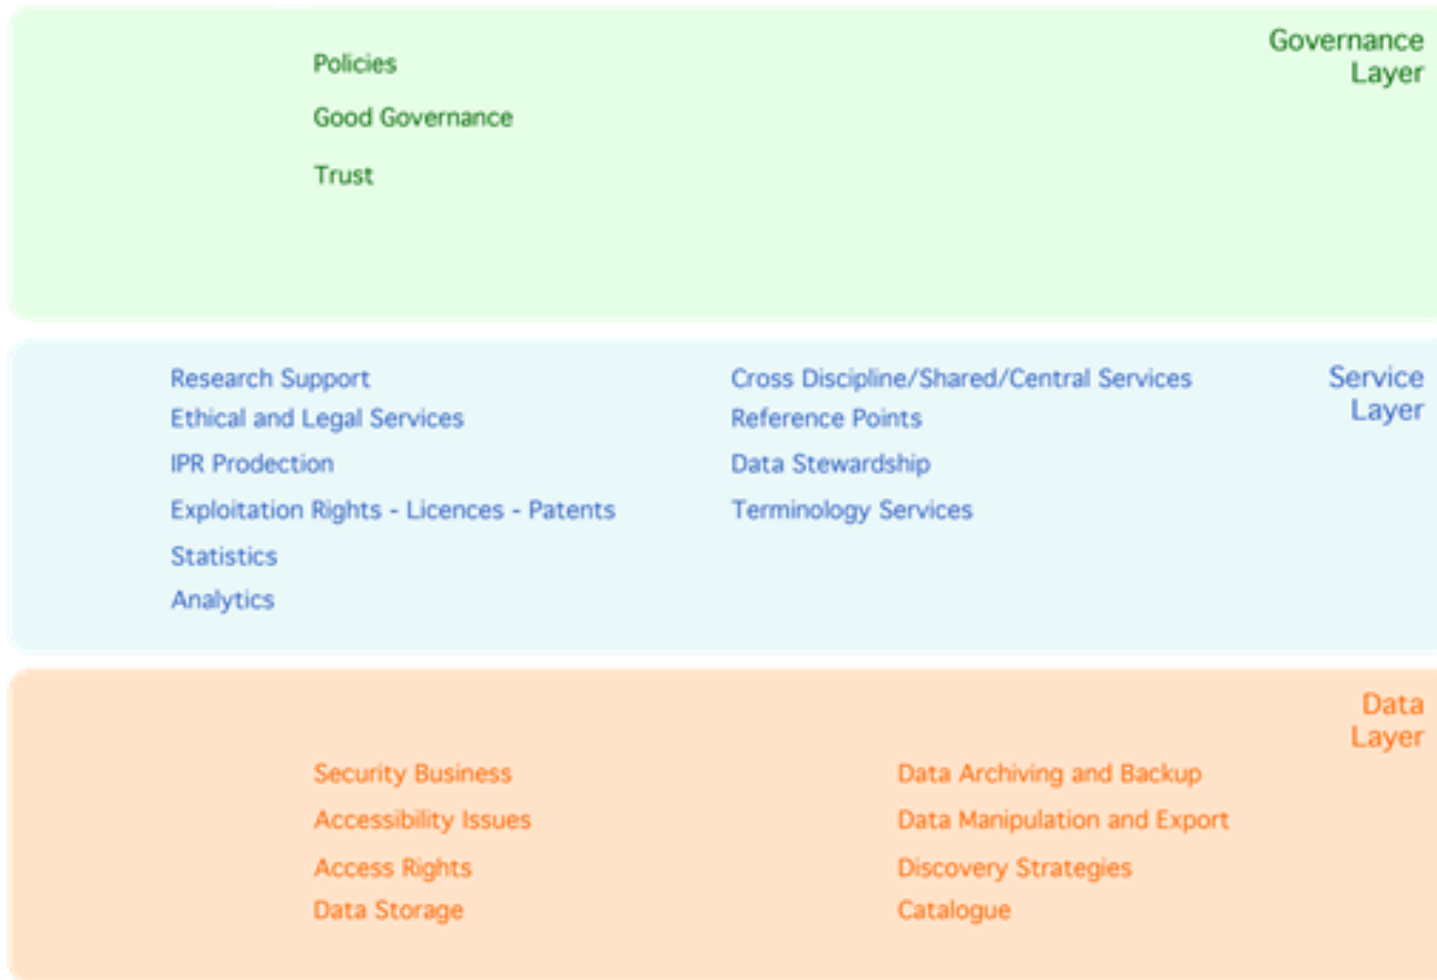 Governance
Layer
Policies
Good Governance
Trust
Service
Layer
Research Support
Ethical and Legal Services
IPR Prodection
Exploitation Rights - Licences - Patents
Statistics
Analytics
Cross Discipline/Shared/Central Services
Reference Points
Data Stewardship
Terminology Services
Data
Layer
Security Business
Accessibility Issues
Access Rights
Data Storage
Data Archiving and Backup
Data Manipulation and Export
Discovery Strategies
Catalogue